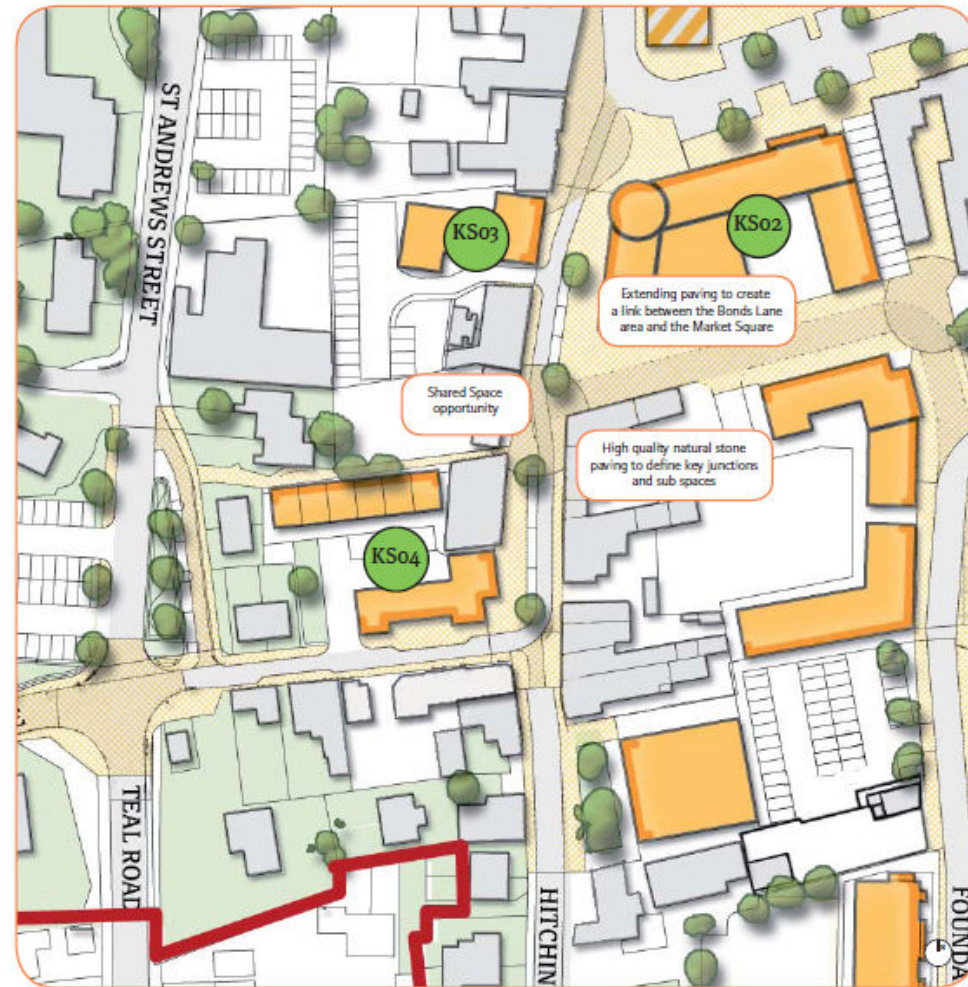 ST ANDREWS STREET
KS03
KS02
Extending paving to create
a link between the Bonds Lane
area and the Market Square
Shared Space
opportunity
High quality natural stone
paving to define key junctions
and sub spaces
KS04
TEAL ROAD
HITCHIN
FOUNDA